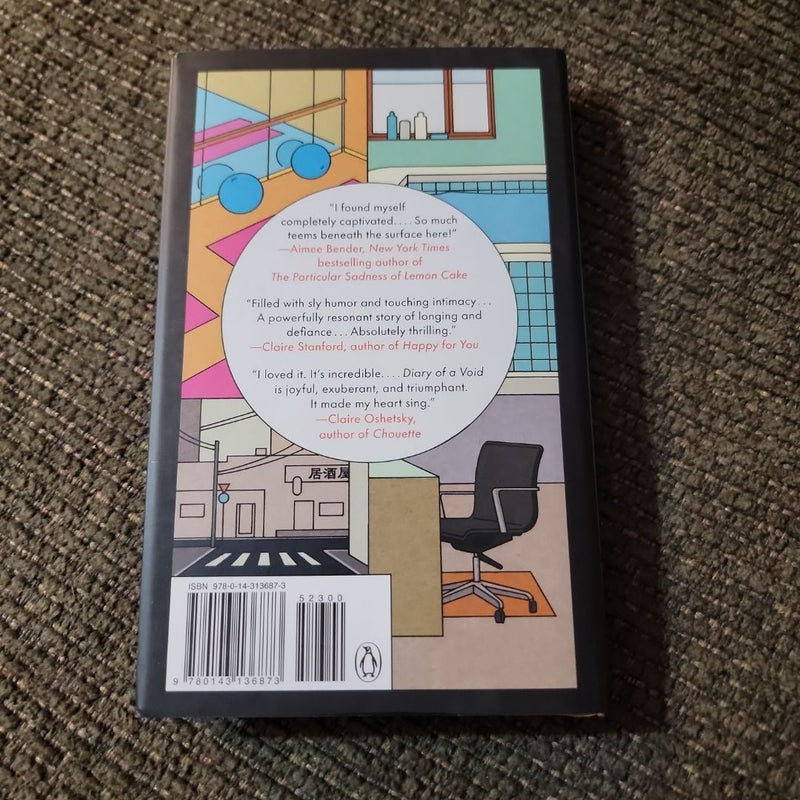 “I found myself
completely captivated.... So much
teems beneath the surface here!”
—Aimee Bender, New York Times
bestselling author of
The Particular Sadness of Lemon Cake
“Filled with sly humor and touching intimacy...
A powerfully resonant story of longing and
defiance... Absolutely thrilling.”
—Claire Stanford, author of Happy for You
“I loved it. It’s incredible.... Diary of a Void
is joyful, exuberant, and triumphant.
It made my heart sing.”
—Claire Oshetsky,
author of Chouette
居酒屋
ISBN 978-0-14-313687-3
52300
9 780143 136873